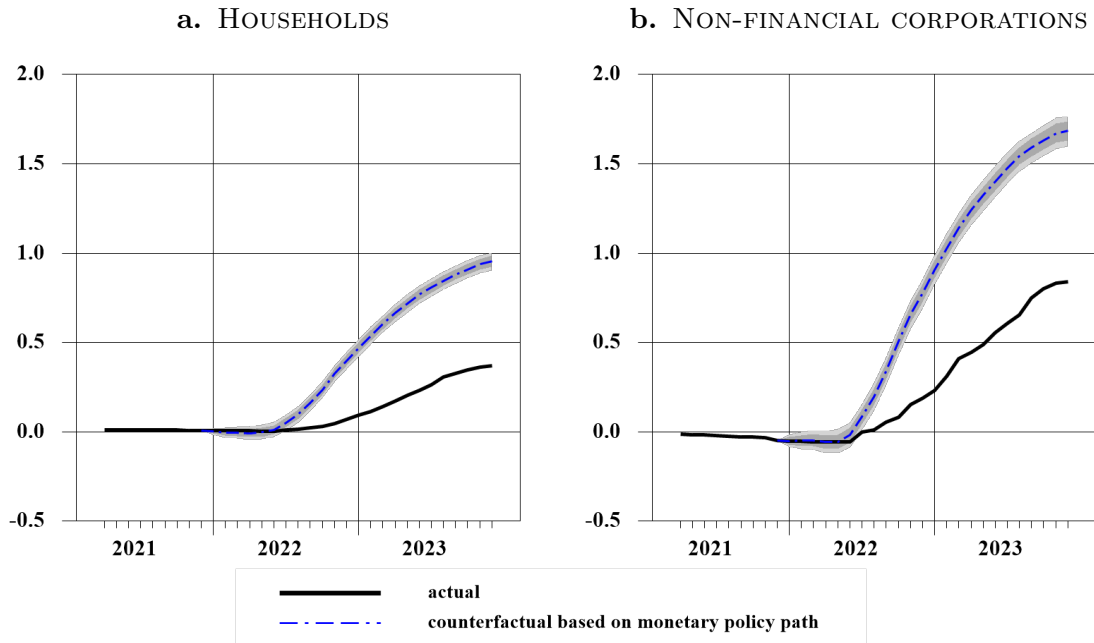 a. HOUSEHOLDS
b. NON-FINANCIAL CORPORATIONS
2.0
1.5
1.0
0.5
0.0
-0.5
2021 2022 2023
2.0
1.5
1.0
0.5
0.0
-0.5
2021 2022 2023
actual
counterfactual based on monetary policy path